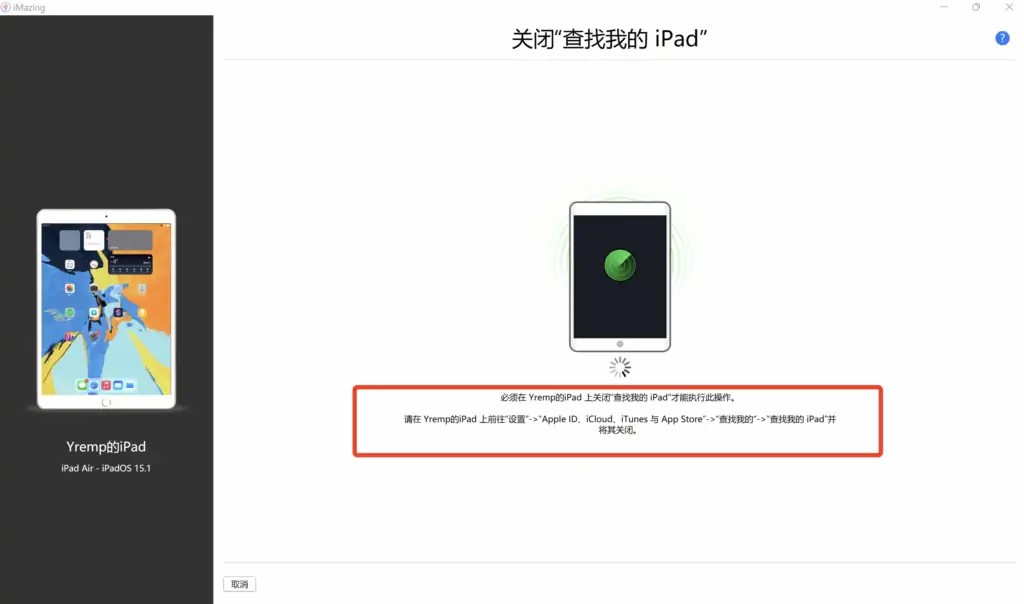 iMazing
关闭“查找我的 iPad”
?
必须在 Yremp的iPad 上关闭“查找我的 iPad”才能执行此操作。
请在 Yremp的iPad 上前往“设置”->“Apple ID、iCloud、iTunes 与 App Store”->“查找我的”->“查找我的 iPad”并
将其关闭。
Yremp的iPad
iPad Air - iPadOS 15.1
取消